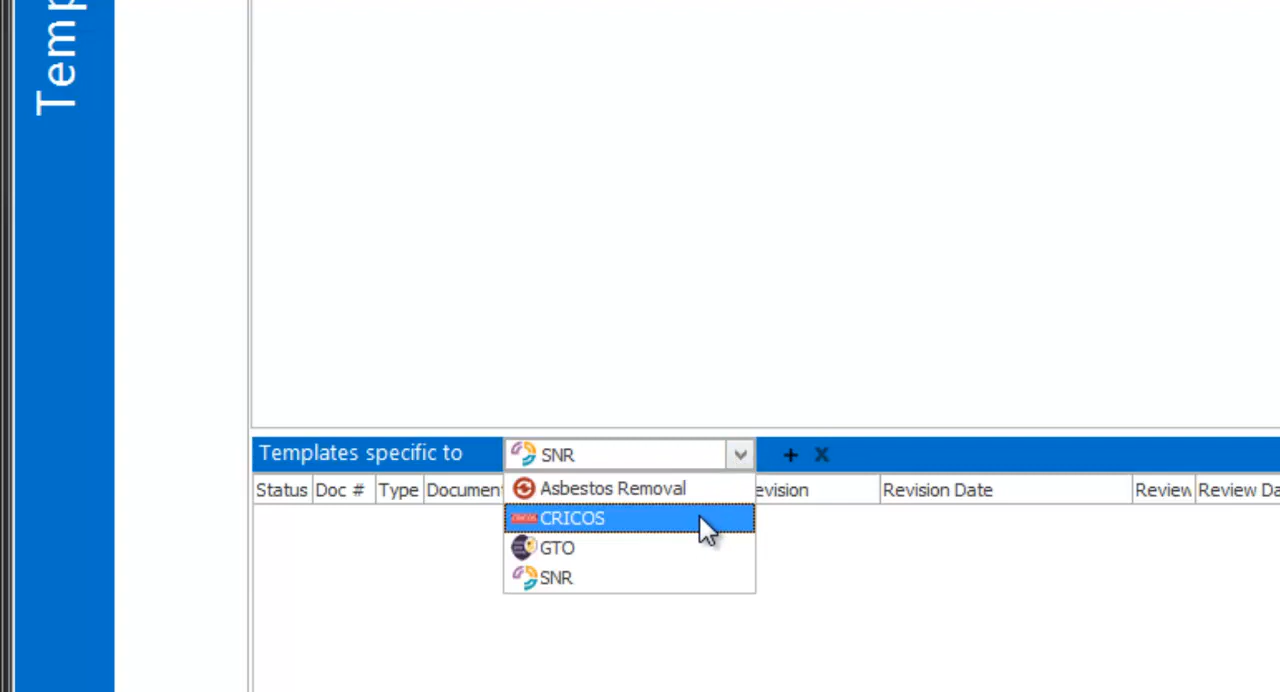 Temp
Templates specific to SNR + x
Status Doc # Type Document evision Revision Date Review Review Da
Asbestos Removal
CRICOS
GTO
SNR